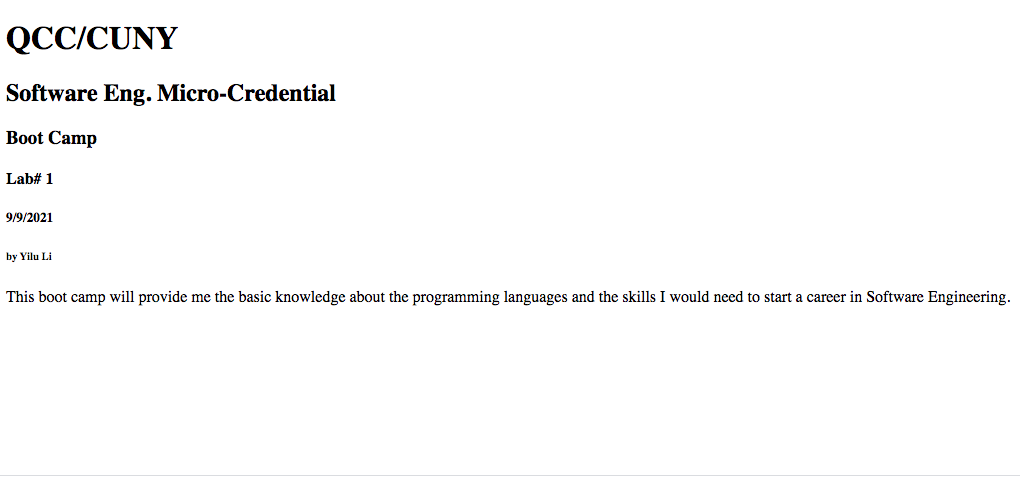 QCC/CUNY
Software Eng. Micro-Credential
Boot Camp
Lab# 1
9/9/2021
by Yilu Li
This boot camp will provide me the basic knowledge about the programming languages and the skills I would need to start a career in Software Engineering.